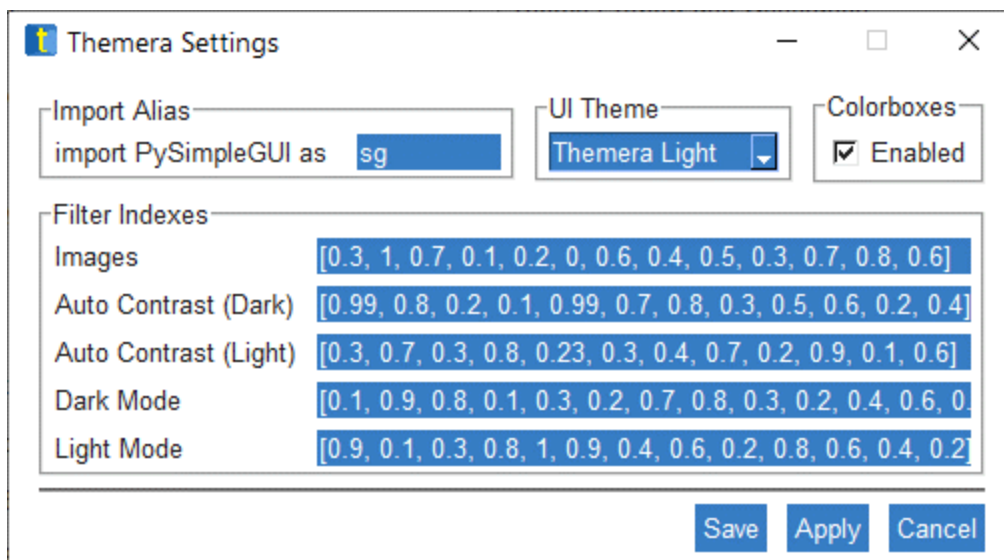 t Themera Settings
Import Alias
import PySimpleGUI as sg
UI Theme
Themera Light
Colorboxes
Enabled
Filter Indexes
Images [0.3, 1, 0.7, 0.1, 0.2, 0, 0.6, 0.4, 0.5, 0.3, 0.7, 0.8, 0.6]
Auto Contrast (Dark) [0.99, 0.8, 0.2, 0.1, 0.99, 0.7, 0.8, 0.3, 0.5, 0.6, 0.2, 0.4]
Auto Contrast (Light) [0.3, 0.7, 0.3, 0.8, 0.23, 0.3, 0.4, 0.7, 0.2, 0.9, 0.1, 0.6]
Dark Mode [0.1, 0.9, 0.8, 0.1, 0.3, 0.2, 0.7, 0.8, 0.3, 0.2, 0.4, 0.6, 0.
Light Mode [0.9, 0.1, 0.3, 0.8, 1, 0.9, 0.4, 0.6, 0.2, 0.8, 0.6, 0.4, 0.2]
Save Apply Cancel